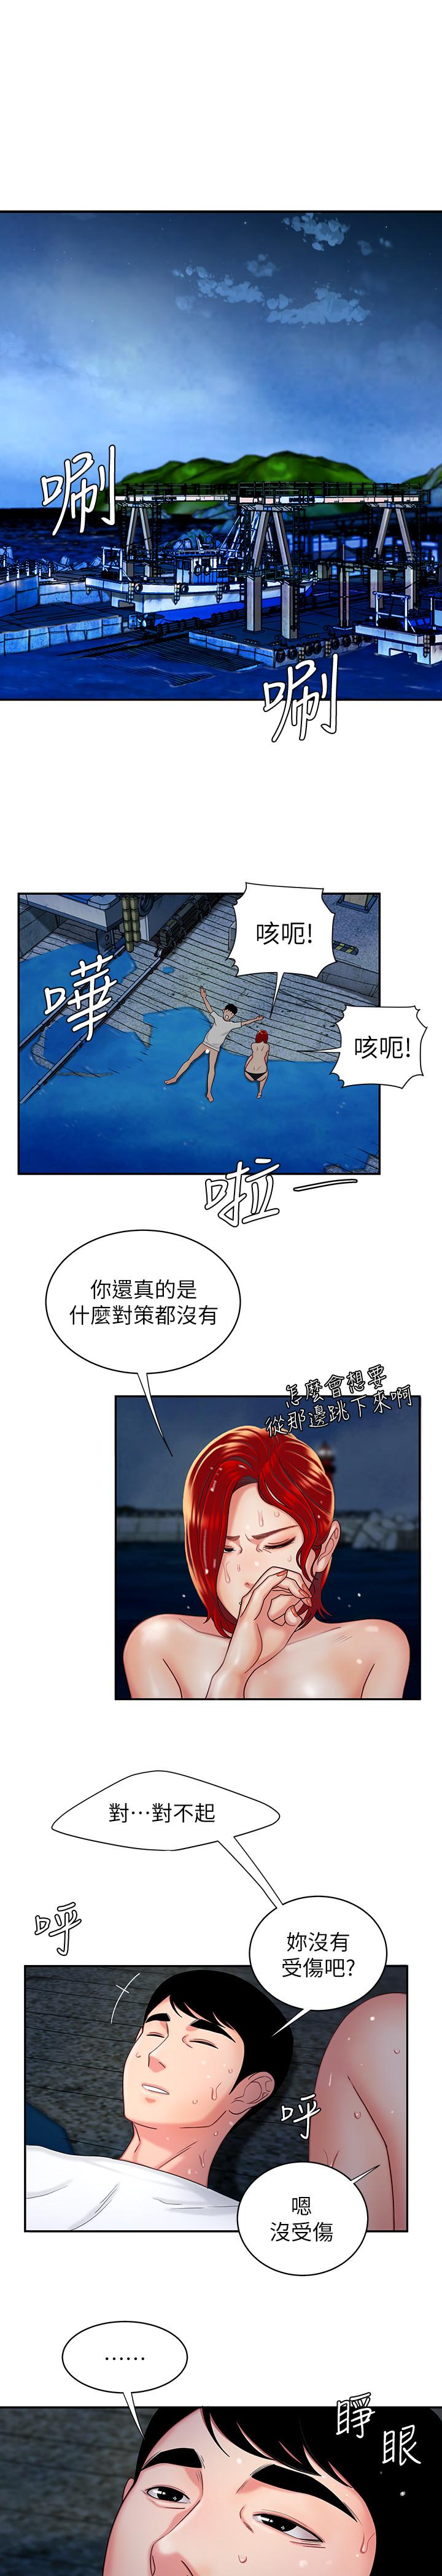 唰
唰
咳呃!
咳呃!
嘩
啦
你還真的是
什麼對策都沒有
怎麼會想要
從那邊跳下來啊
對…對不起
呼
妳沒有
受傷吧?
呼
嗯
沒受傷
……
睜
眼